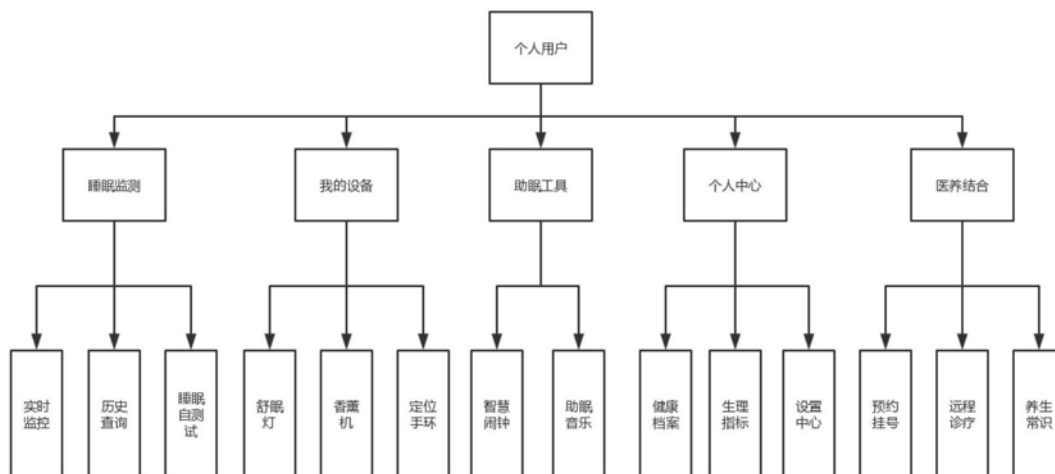 个人用户
睡眠监测
我的设备
助眠工具
个人中心
医养结合
实时
监控
历史
查询
睡眠
自测
试
舒眠
灯
香薰
机
定位
手环
智慧
闹钟
助眠
音乐
健康
档案
生理
指标
设置
中心
预约
挂号
远程
诊疗
养生
常识